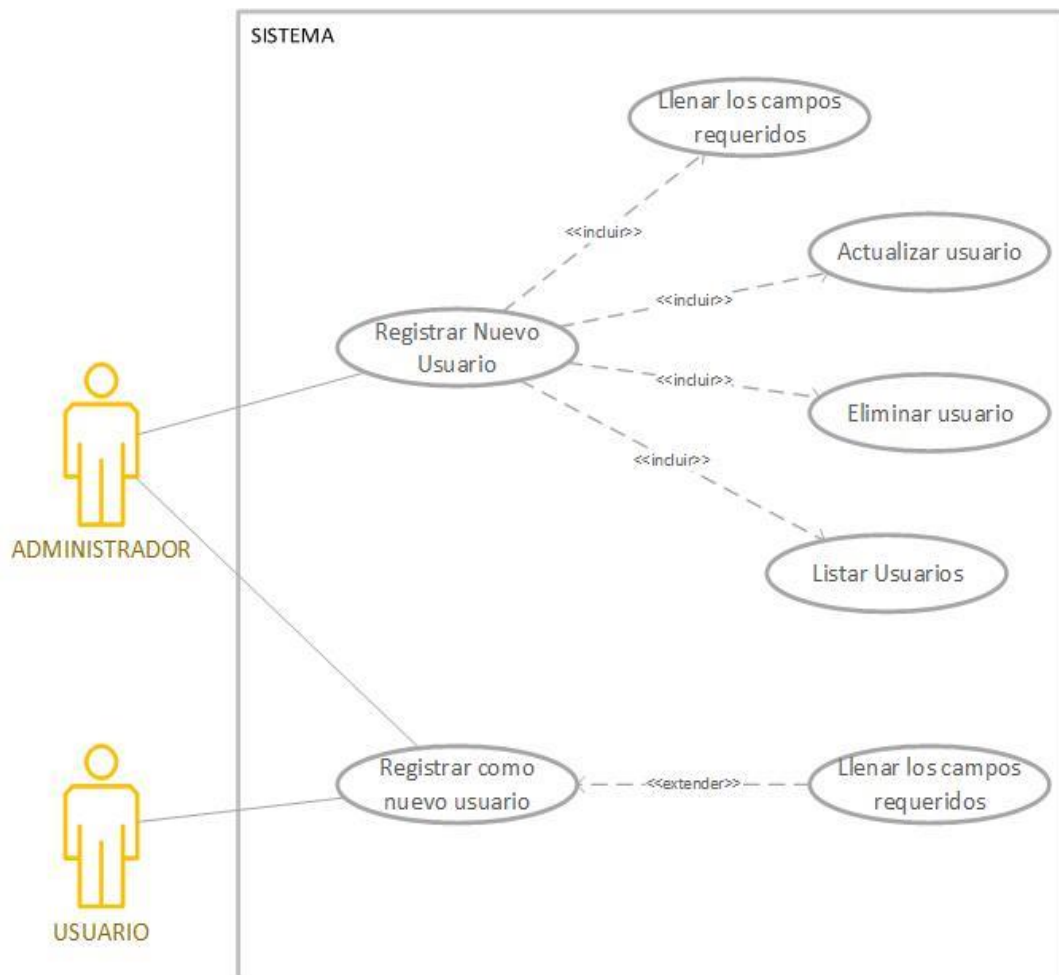 SISTEMA
Llenar los campos
requeridos
<<incluir>>
Actualizar usuario
<<incluir>>
Registrar Nuevo
Usuario
<<incluir>>
Eliminar usuario
<<incluir>>
ADMINISTRADOR
Listar Usuarios
Registrar como
nuevo usuario
<<extender>>
Llenar los campos
requeridos
USUARIO